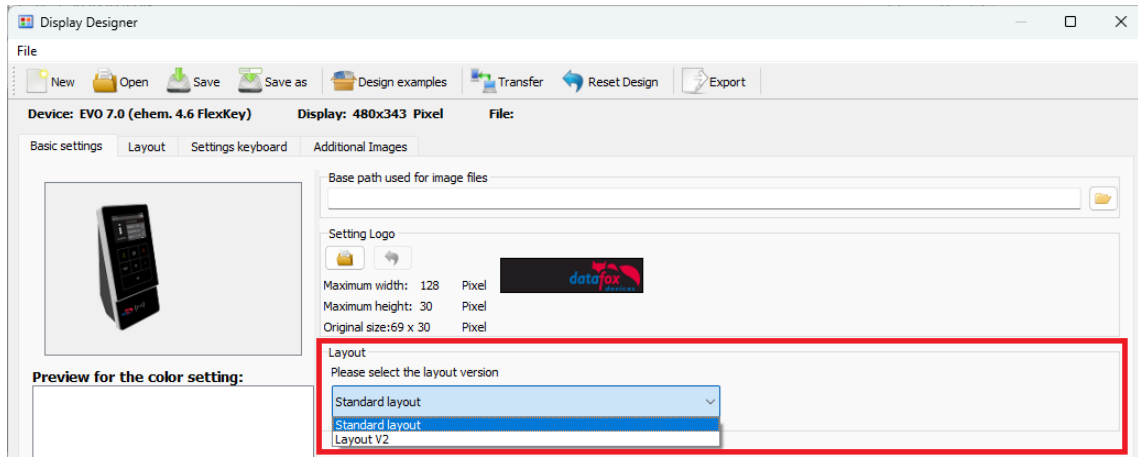 Display Designer
File
New Open Save Save as Design examples Transfer Reset Design Export
Device: EVO 7.0 (ehem. 4.6 FlexKey) Display: 480x343 Pixel File:
Basic settings Layout Settings keyboard Additional Images
Base path used for image files
Setting Logo
datafox
devices
Maximum width: 128 Pixel
Maximum height: 30 Pixel
Original size:69 x 30 Pixel
Layout
Please select the layout version
Standard layout
Standard layout
Layout V2
Preview for the color setting: